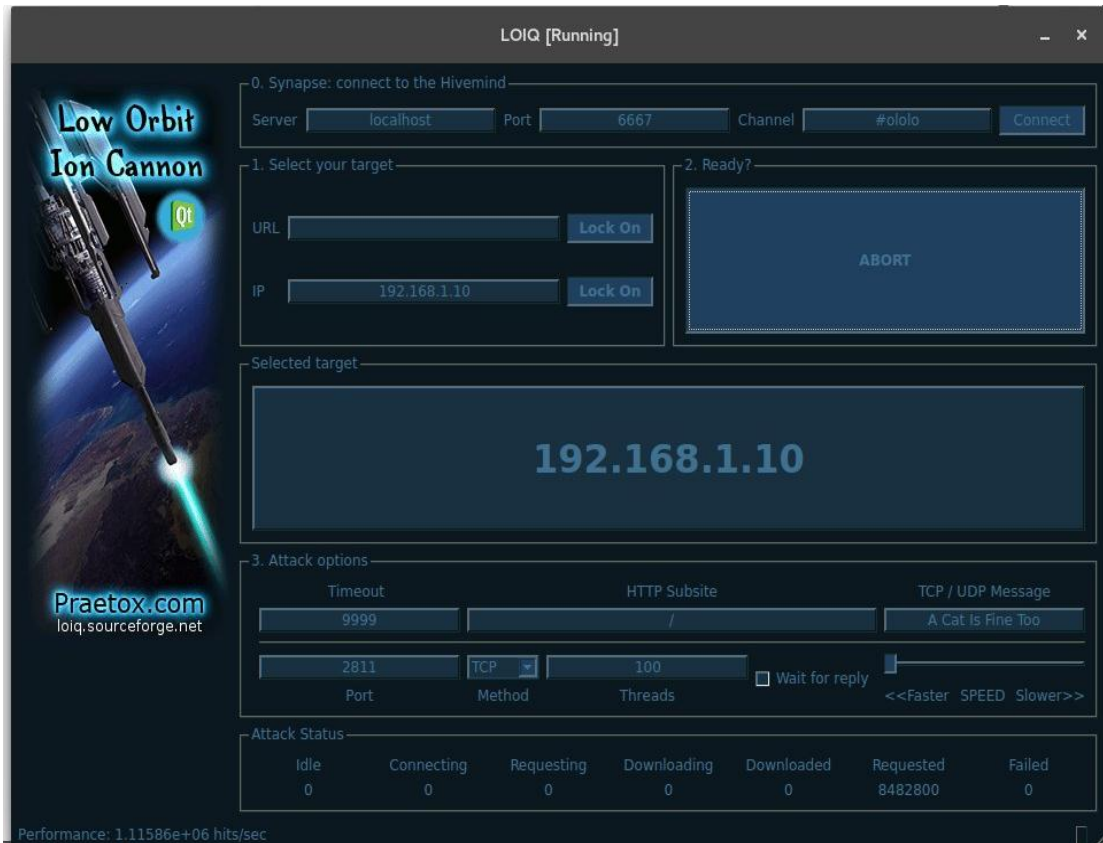 LOIQ [Running]
Low Orbit
Ion Cannon
Qt
Praetox.com
loiq.sourceforge.net
0. Synapse: connect to the Hivemind
Server localhost Port 6667 Channel #ololo Connect
1. Select your target
URL Lock On
IP 192.168.1.10 Lock On
2. Ready?
ABORT
Selected target
192.168.1.10
3. Attack options
Timeout HTTP Subsite TCP / UDP Message
9999 / A Cat Is Fine Too
2811 TCP 100 Wait for reply
Port Method Threads <<Faster SPEED Slower>>
Attack Status
Idle Connecting Requesting Downloading Downloaded Requested Failed
0 0 0 0 0 8482800 0
Performance: 1.11586e+06 hits/sec